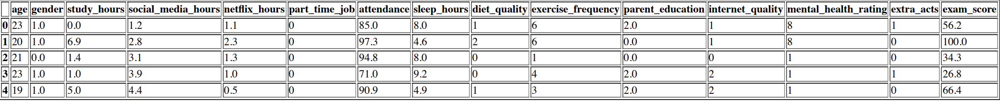 age gender study_hours social_media_hours netflix_hours part_time_job attendance sleep_hours diet_quality exercise_frequency parent_education internet_quality mental_health_rating extra_acts exam_score
0 23 1.0 0.0 1.2 1.1 0 85.0 8.0 1 6 2.0 1 8 1 56.2
1 20 1.0 6.9 2.8 2.3 0 97.3 4.6 2 6 0.0 1 8 0 100.0
2 21 0.0 1.4 3.1 1.3 0 94.8 8.0 0 1 0.0 0 1 0 34.3
3 23 1.0 1.0 3.9 1.0 0 71.0 9.2 0 4 2.0 2 1 1 26.8
4 19 1.0 5.0 4.4 0.5 0 90.9 4.9 1 3 2.0 2 1 0 66.4